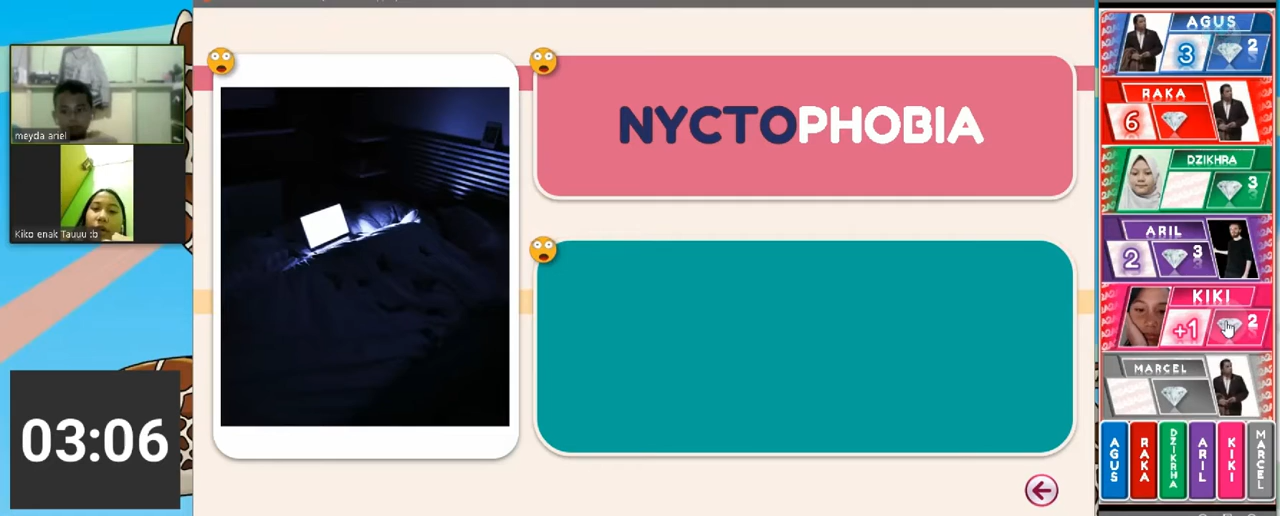 meyda ariel
Kiko enak Tauuu :b
03:06
NYCTOPHOBIA
AGUS
3
2
RAKA
6
DZIKHRA
3
ARIL
2
3
KIKI
+1
2
MARCEL
AGUS
RAKA
DZIKRHA
ARIL
KIKI
MARCEL